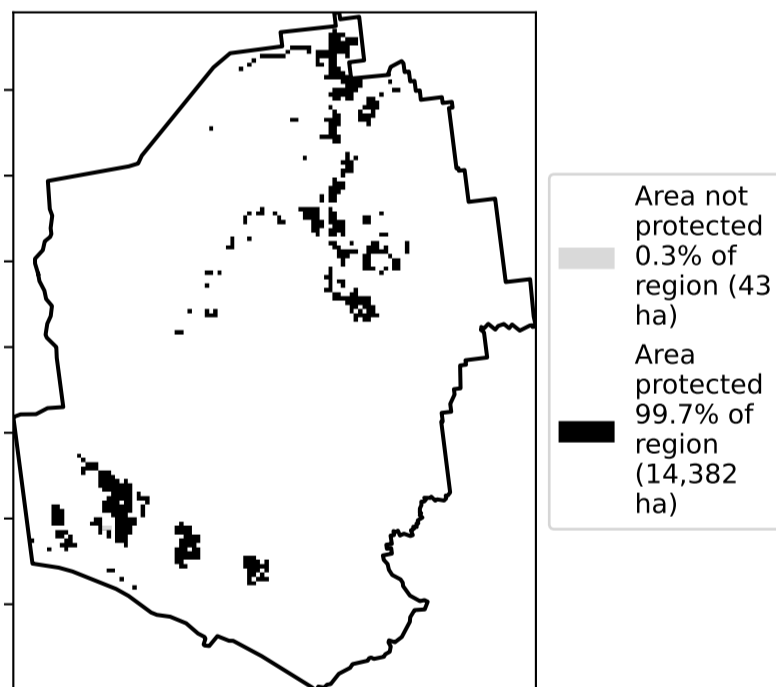 Area not
protected
0.3% of
region (43
ha)
Area
protected
99.7% of
region
(14,382
ha)